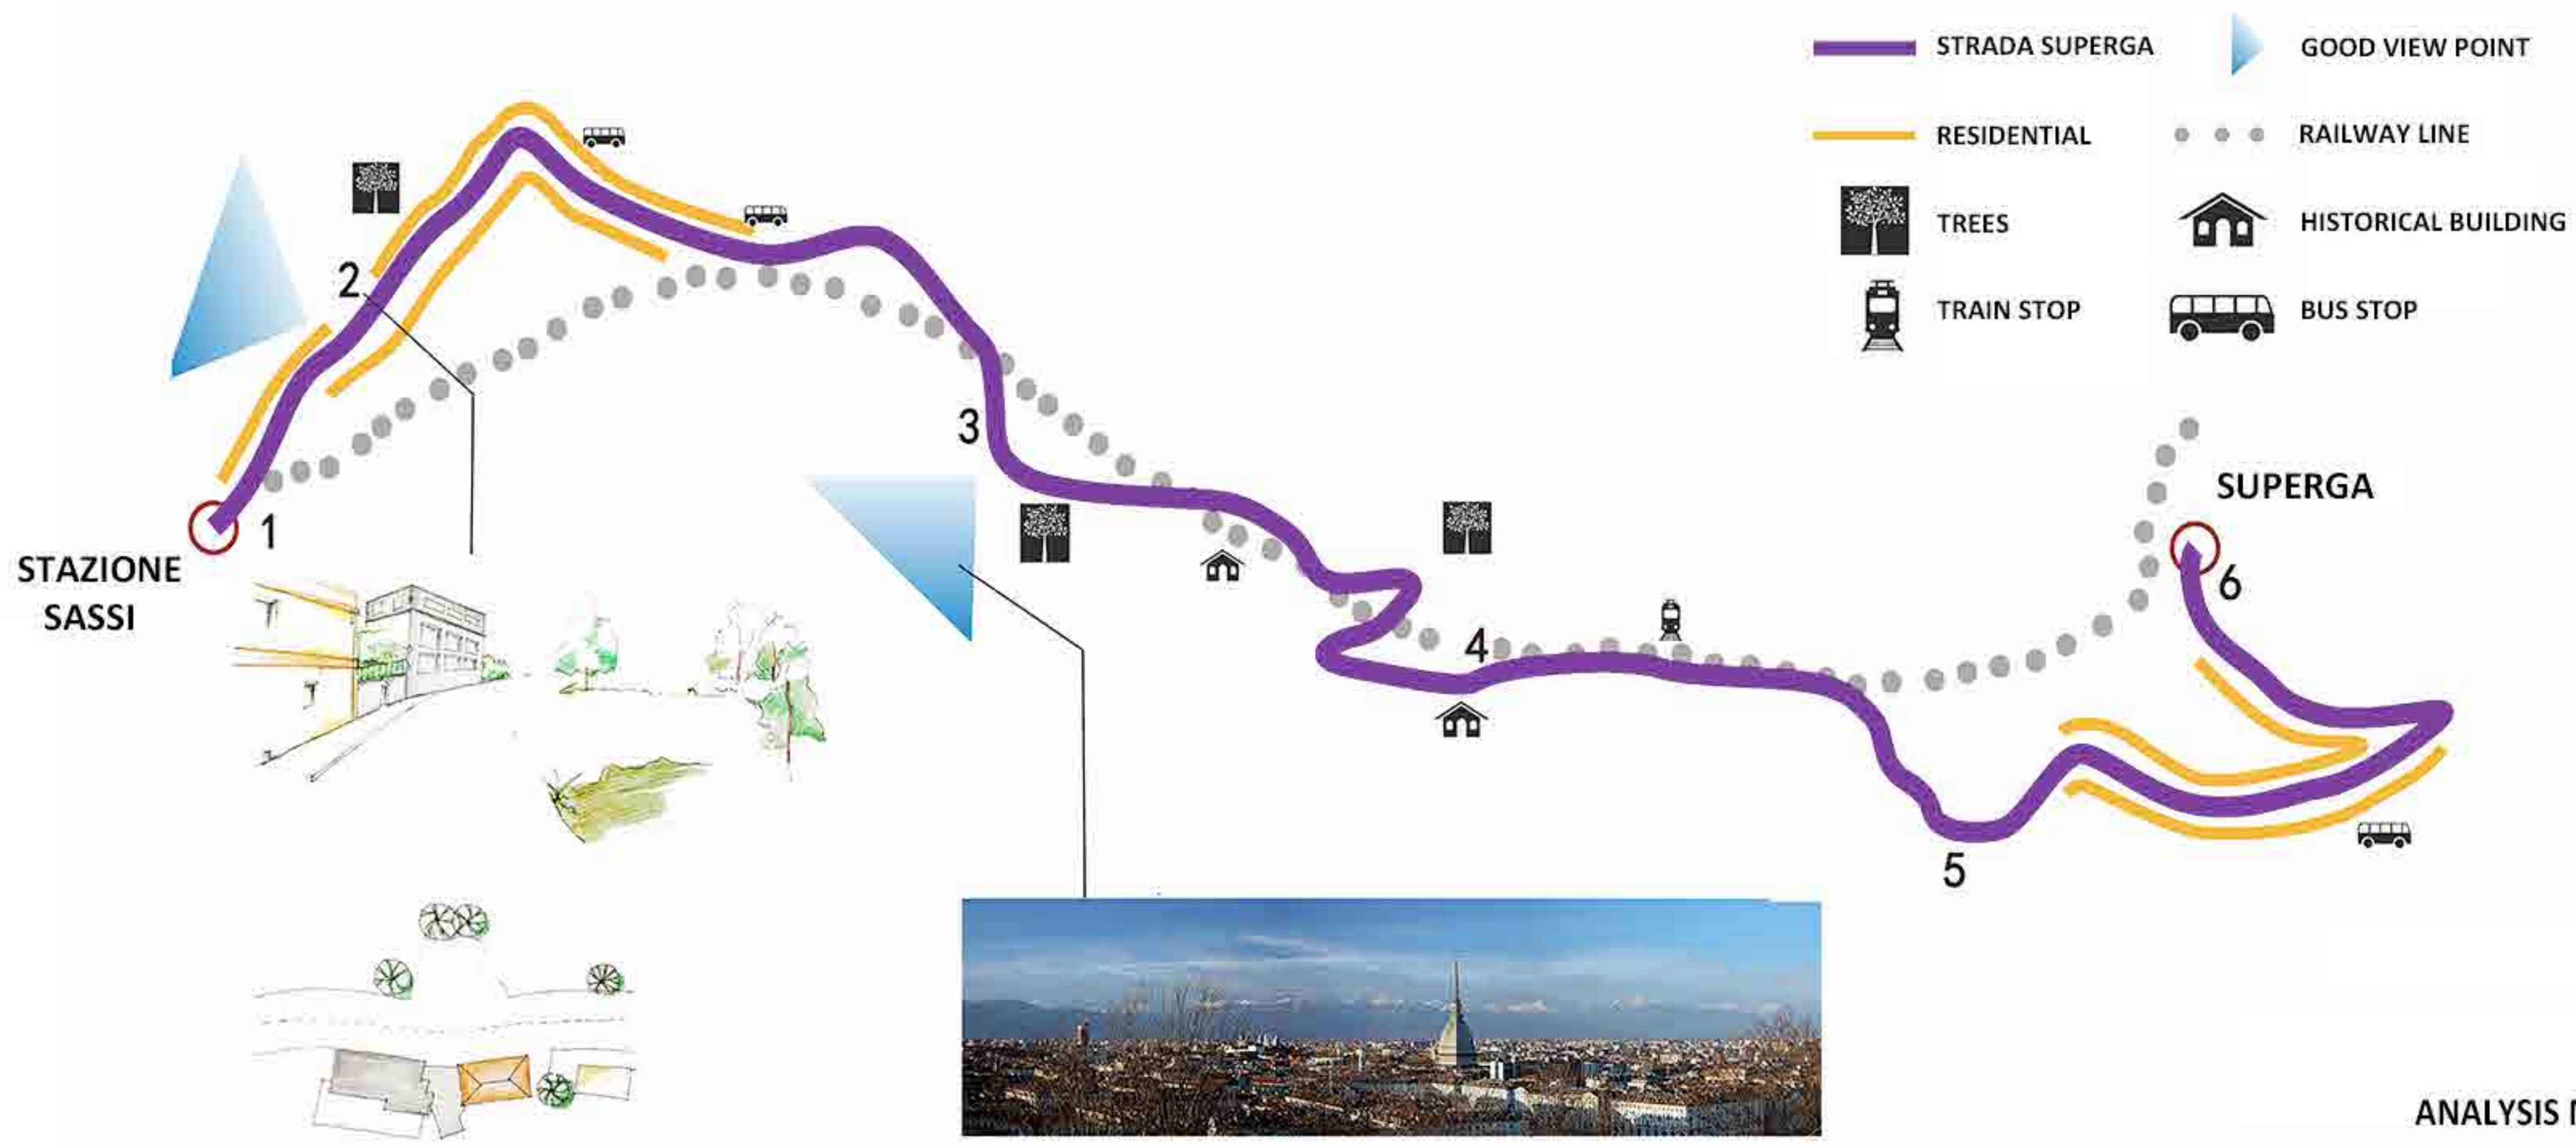 STRADA SUPERGA
GOOD VIEW POINT
RESIDENTIAL
RAILWAY LINE
TREES
HISTORICAL BUILDING
TRAIN STOP
BUS STOP
2
3
1
STAZIONE
SASSI
SUPERGA
6
4
5
ANALYSIS